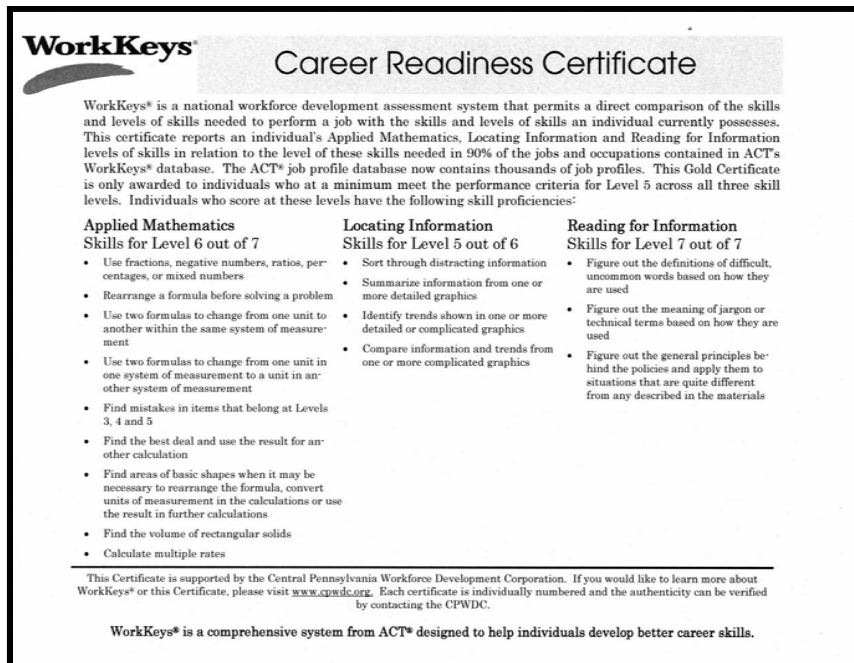 WorkKeys®
Career Readiness Certificate
WorkKeys® is a national workforce development assessment system that permits a direct comparison of the skills
and levels of skills needed to perform a job with the skills and levels of skills an individual currently possesses.
This certificate reports an individual's Applied Mathematics, Locating Information and Reading for Information
levels of skills in relation to the level of these skills needed in 90% of the jobs and occupations contained in ACT's
WorkKeys® database. The ACT® job profile database now contains thousands of job profiles. This Gold Certificate
is only awarded to individuals who at a minimum meet the performance criteria for Level 5 across all three skill
levels. Individuals who score at these levels have the following skill proficiencies:
Applied Mathematics
Skills for Level 6 out of 7
• Use fractions, negative numbers, ratios, per-
centages, or mixed numbers
• Rearrange a formula before solving a problem
• Use two formulas to change from one unit to
another within the same system of measure-
ment
• Use two formulas to change from one unit in
one system of measurement to a unit in an-
other system of measurement
• Find mistakes in items that belong at Levels
3, 4 and 5
• Find the best deal and use the result for an-
other calculation
• Find areas of basic shapes when it may be
necessary to rearrange the formula, convert
units of measurement in the calculations or use
the result in further calculations
• Find the volume of rectangular solids
• Calculate multiple rates
Locating Information
Skills for Level 5 out of 6
• Sort through distracting information
• Summarize information from one or
more detailed graphics
• Identify trends shown in one or more
detailed or complicated graphics
• Compare information and trends from
one or more complicated graphics
Reading for Information
Skills for Level 7 out of 7
• Figure out the definitions of difficult,
uncommon words based on how they
are used
• Figure out the meaning of jargon or
technical terms based on how they are
used
• Figure out the general principles be-
hind the policies and apply them to
situations that are quite different
from any described in the materials
This Certificate is supported by the Central Pennsylvania Workforce Development Corporation. If you would like to learn more about
WorkKeys® or this Certificate, please visit www.cpwdc.org. Each certificate is individually numbered and the authenticity can be verified
by contacting the CPWDC.
WorkKeys® is a comprehensive system from ACT® designed to help individuals develop better career skills.